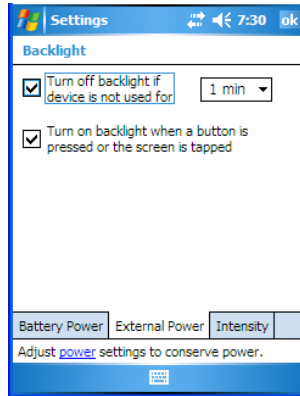 Settings 7:30 ok
Backlight
Turn off backlight if
device is not used for
1 min
Turn on backlight when a button is
pressed or the screen is tapped
Battery Power External Power Intensity
Adjust power settings to conserve power.